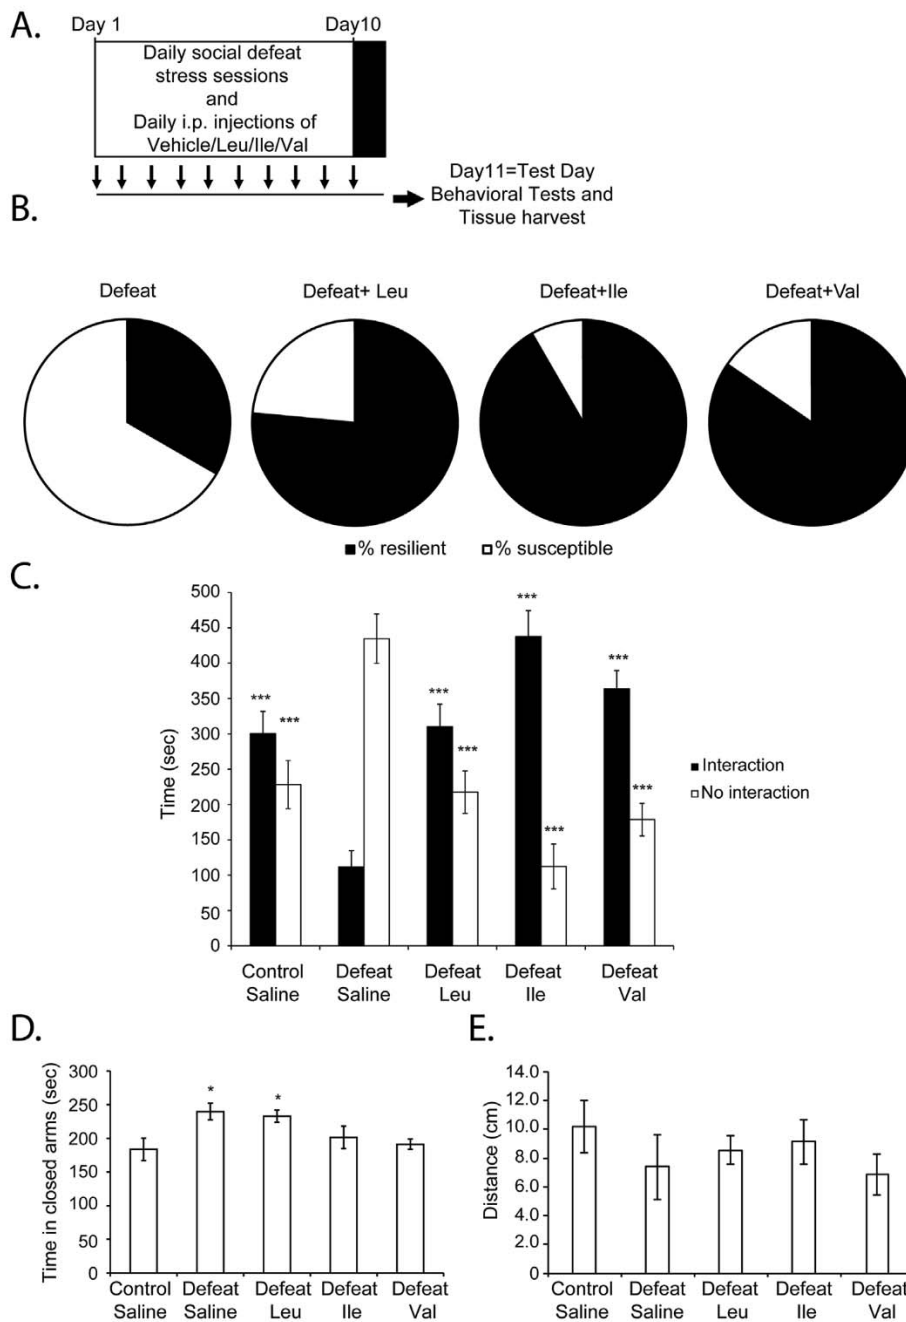 A.
Day 1 Day10
Daily social defeat
stress sessions
and
Daily i.p. injections of
Vehicle/Leu/Ile/Val
Day11=Test Day
Behavioral Tests and
Tissue harvest
B.
Defeat Defeat+ Leu Defeat+Ile Defeat+Val
% resilient % susceptible
C.
Time (sec)
500
450
400
350
300
250
200
150
100
50
0
*** *** *** *** *** *** *** ***
Interaction
No interaction
Control Defeat Defeat Defeat Defeat
Saline Saline Leu Ile Val
D.
Time in closed arms (sec)
300
250
200
150
100
50
0
* *
Control Defeat Defeat Defeat Defeat
Saline Saline Leu Ile Val
E.
Distance (cm)
14.0
12.0
10.0
8.0
6.0
4.0
2.0
.0
Control Defeat Defeat Defeat Defeat
Saline Saline Leu Ile Val